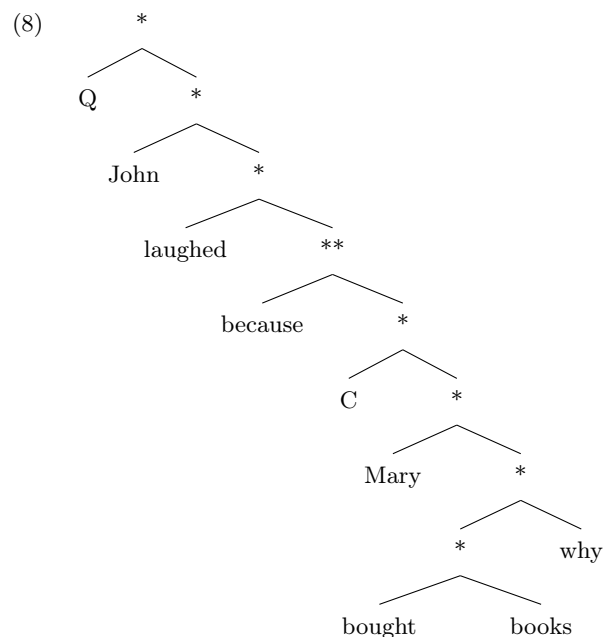 (8) *
Q *
John *
laughed **
because *
C *
Mary *
* why
bought books